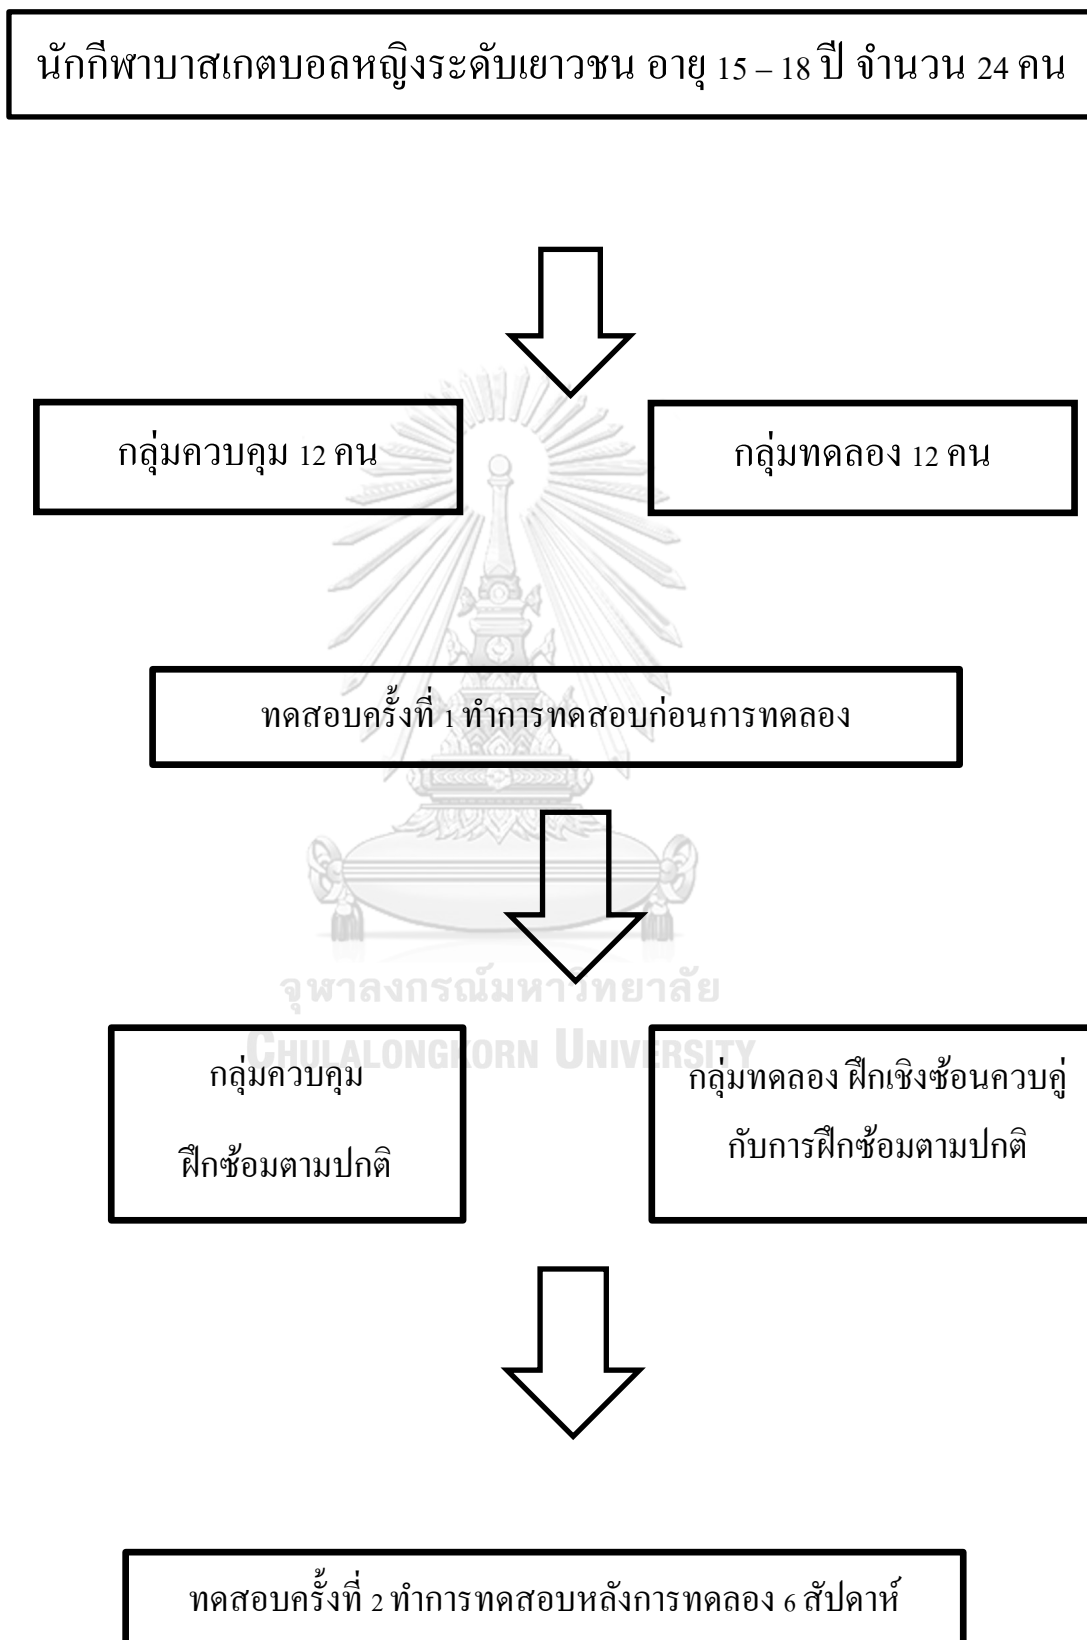 นักกีฬาบาสเกตบอลหญิงระดับเยาวชน อายุ 15 – 18 ปี จำนวน 24 คน
กลุ่มควบคุม 12 คน
กลุ่มทดลอง 12 คน
ทดสอบครั้งที่ 1 ทำการทดสอบก่อนการทดลอง
จุฬาลงกรณ์มหาวิทยาลัย
CHULALONGKORN UNIVERSITY
กลุ่มควบคุม
ฝึกซ้อมตามปกติ
กลุ่มทดลอง ฝึกเชิงซ้อนควบคู่
กับการฝึกซ้อมตามปกติ
ทดสอบครั้งที่ 2 ทำการทดสอบหลังการทดลอง 6 สัปดาห์